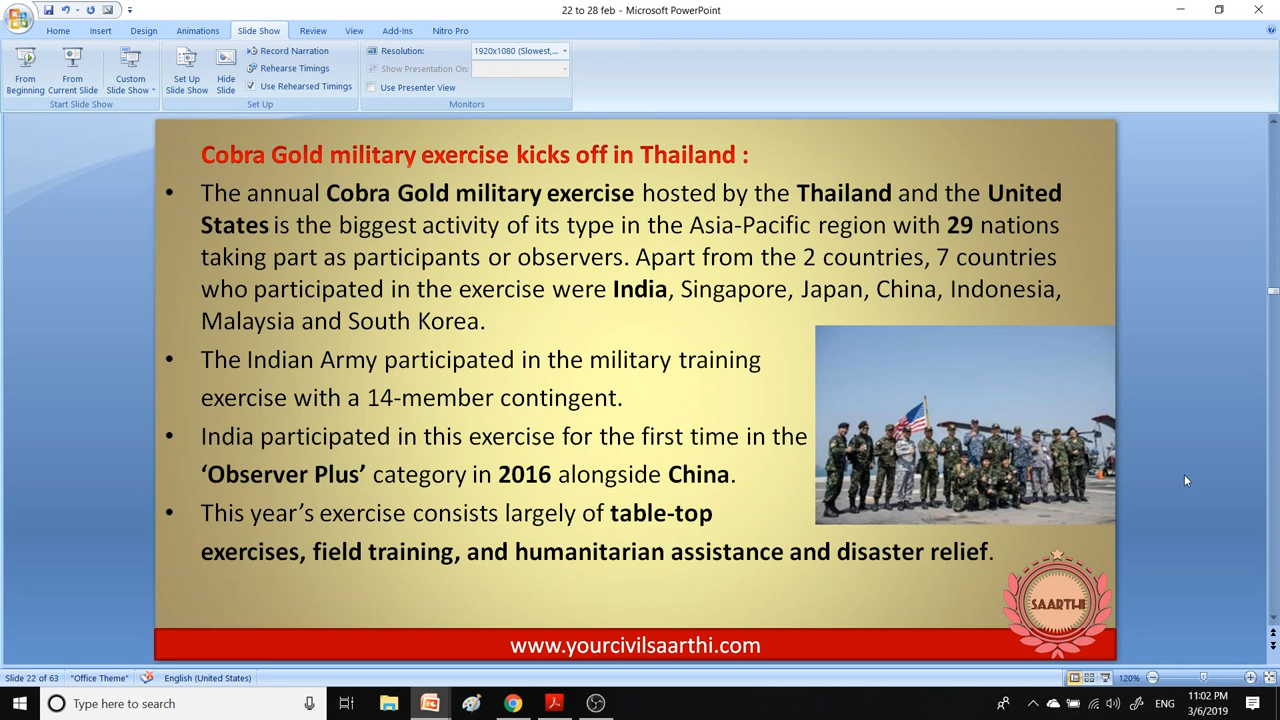 22 to 28 feb - Microsoft PowerPoint
Home Insert Design Animations Slide Show Review View Add-Ins Nitro Pro
From Beginning
From Current Slide
Custom Slide Show
Start Slide Show
Set Up Slide Show
Hide Slide
Record Narration
Rehearse Timings
Use Rehearsed Timings
Set Up
Resolution: 1920x1080 (Slowest,...
Show Presentation On:
Use Presenter View
Monitors
Cobra Gold military exercise kicks off in Thailand :
• The annual Cobra Gold military exercise hosted by the Thailand and the United
States is the biggest activity of its type in the Asia-Pacific region with 29 nations
taking part as participants or observers. Apart from the 2 countries, 7 countries
who participated in the exercise were India, Singapore, Japan, China, Indonesia,
Malaysia and South Korea.
• The Indian Army participated in the military training
exercise with a 14-member contingent.
• India participated in this exercise for the first time in the
‘Observer Plus’ category in 2016 alongside China.
• This year’s exercise consists largely of table-top
exercises, field training, and humanitarian assistance and disaster relief.
SAARTHI
www.yourcivilsaarthi.com
Slide 22 of 63 "Office Theme" English (United States) 120%
Type here to search
ENG
11:02 PM
3/6/2019